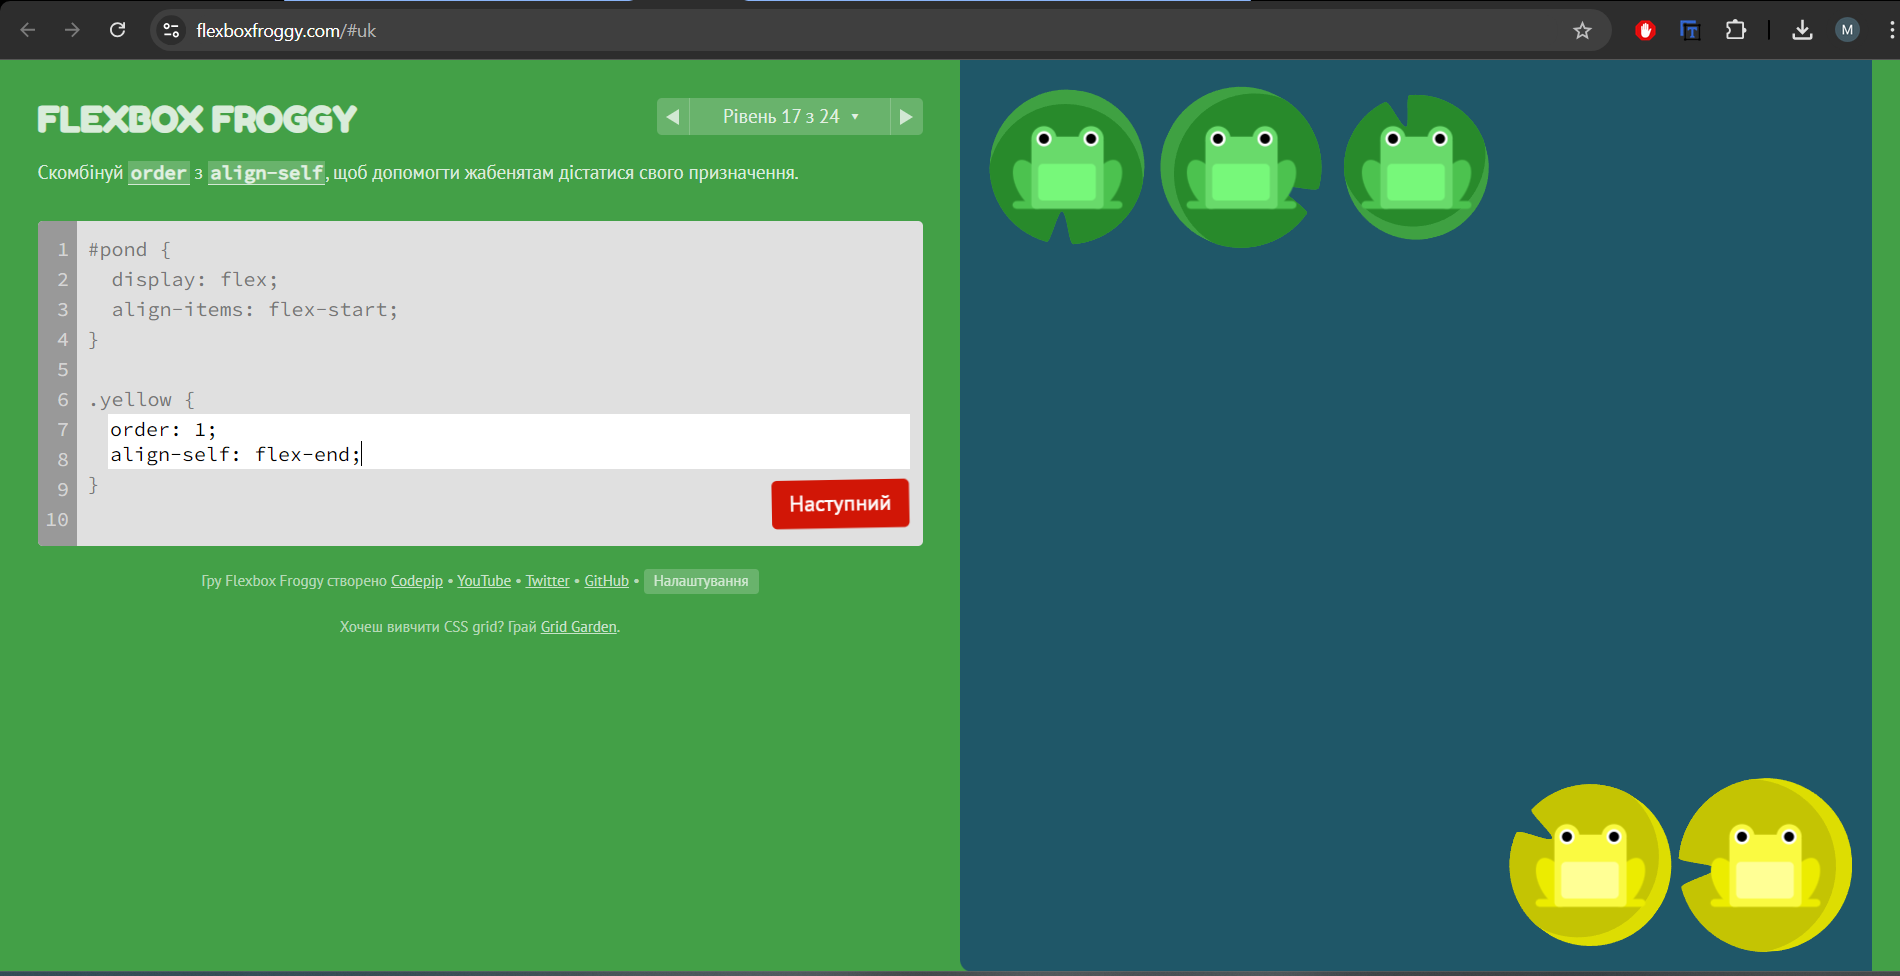 flexboxfroggy.com/#uk
M
FLEXBOX FROGGY
Рівень 17 з 24
Скомбінуй order з align-self, щоб допомогти жабенятам дістатися свого призначення.
1 #pond {
2 display: flex;
3 align-items: flex-start;
4 }
5
6 .yellow {
7 order: 1;
8 align-self: flex-end;
9 }
10
Наступний
Гру Flexbox Froggy створено Codepip • YouTube • Twitter • GitHub • Налаштування
Хочеш вивчити CSS grid? Грай Grid Garden.